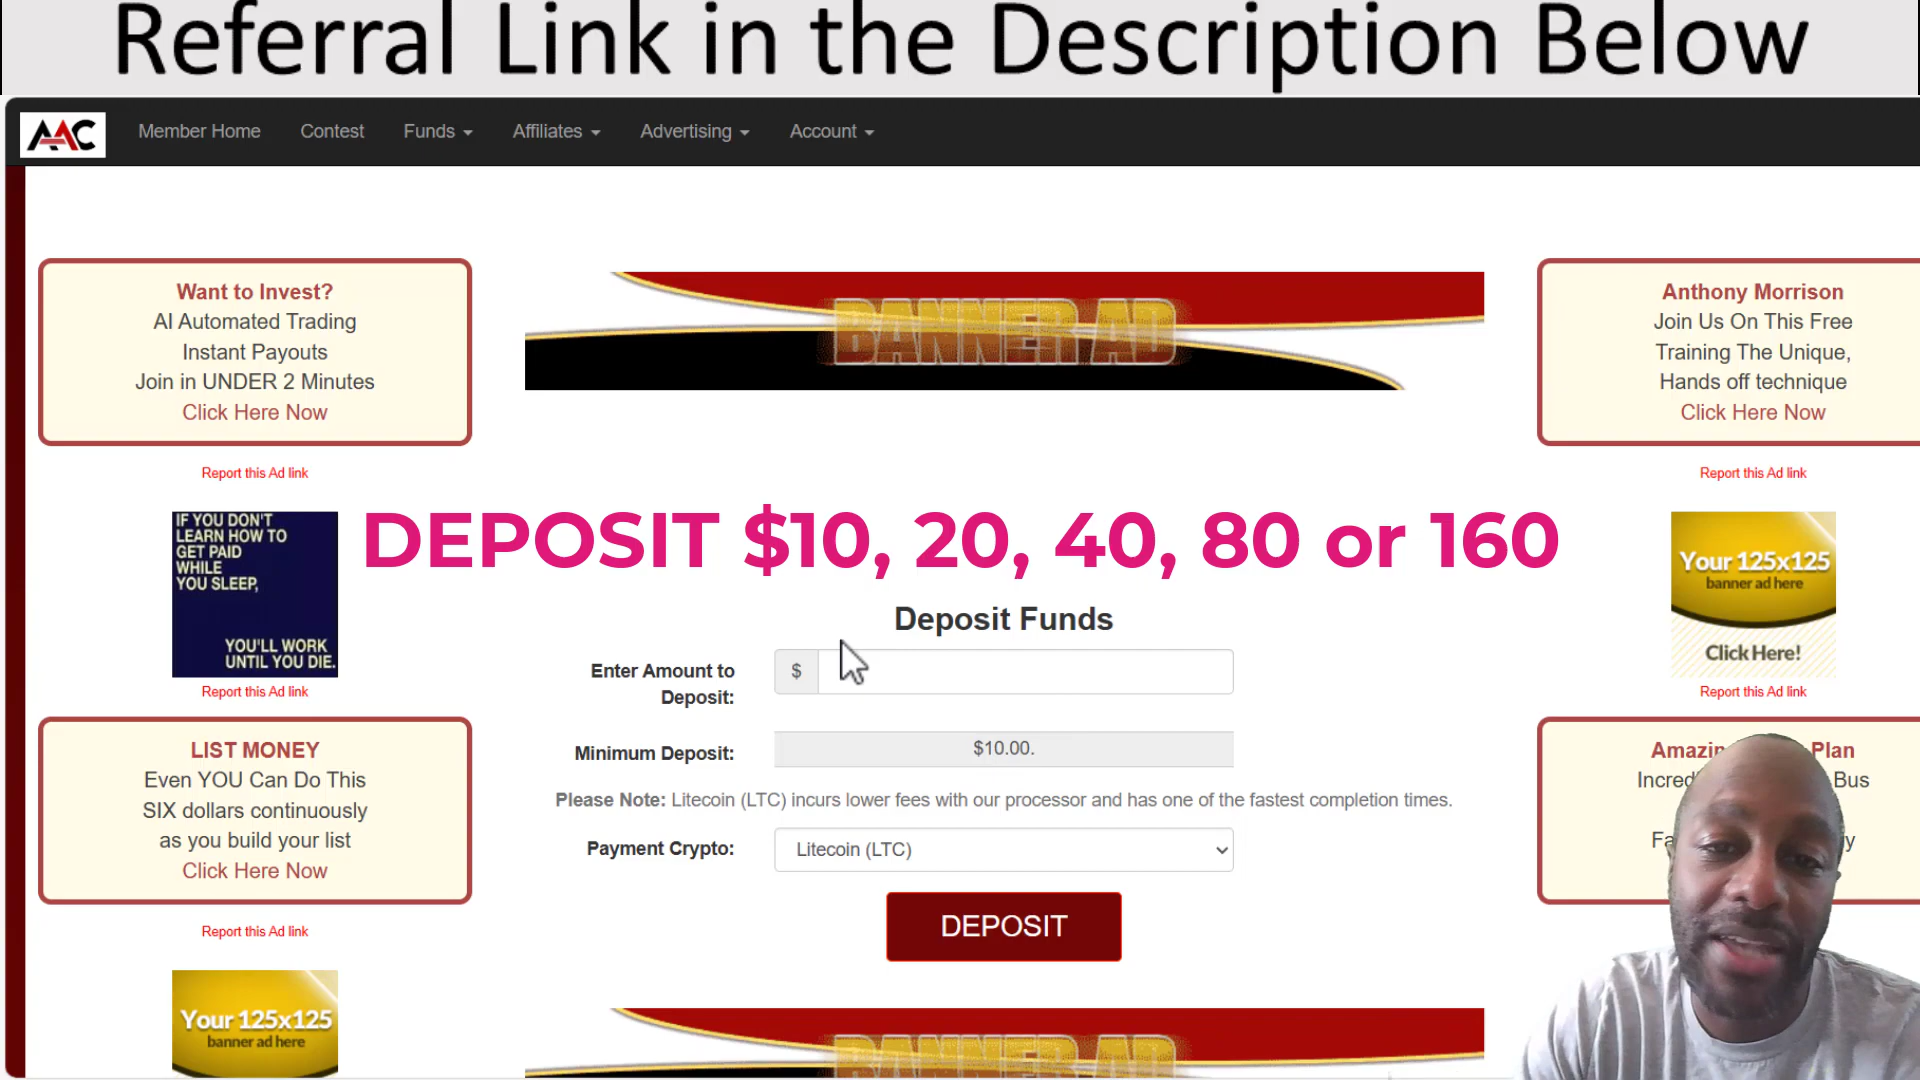 Referral Link in the Description Below
AAC
Member Home
Contest
Funds
Affiliates
Advertising
Account
Want to Invest?
AI Automated Trading
Instant Payouts
Join in UNDER 2 Minutes
Click Here Now
Report this Ad link
IF YOU DON'T
LEARN HOW TO
GET PAID
WHILE
YOU SLEEP,
YOU'LL WORK
UNTIL YOU DIE.
Report this Ad link
LIST MONEY
Even YOU Can Do This
SIX dollars continuously
as you build your list
Click Here Now
Report this Ad link
Your 125x125
banner ad here
BANNER AD
DEPOSIT $10, 20, 40, 80 or 160
Deposit Funds
Enter Amount to
Deposit:
$
Minimum Deposit:
$10.00.
Please Note: Litecoin (LTC) incurs lower fees with our processor and has one of the fastest completion times.
Payment Crypto:
Litecoin (LTC)
DEPOSIT
BANNER AD
Anthony Morrison
Join Us On This Free
Training The Unique,
Hands off technique
Click Here Now
Report this Ad link
Your 125x125
banner ad here
Click Here!
Report this Ad link
Plan
Bus